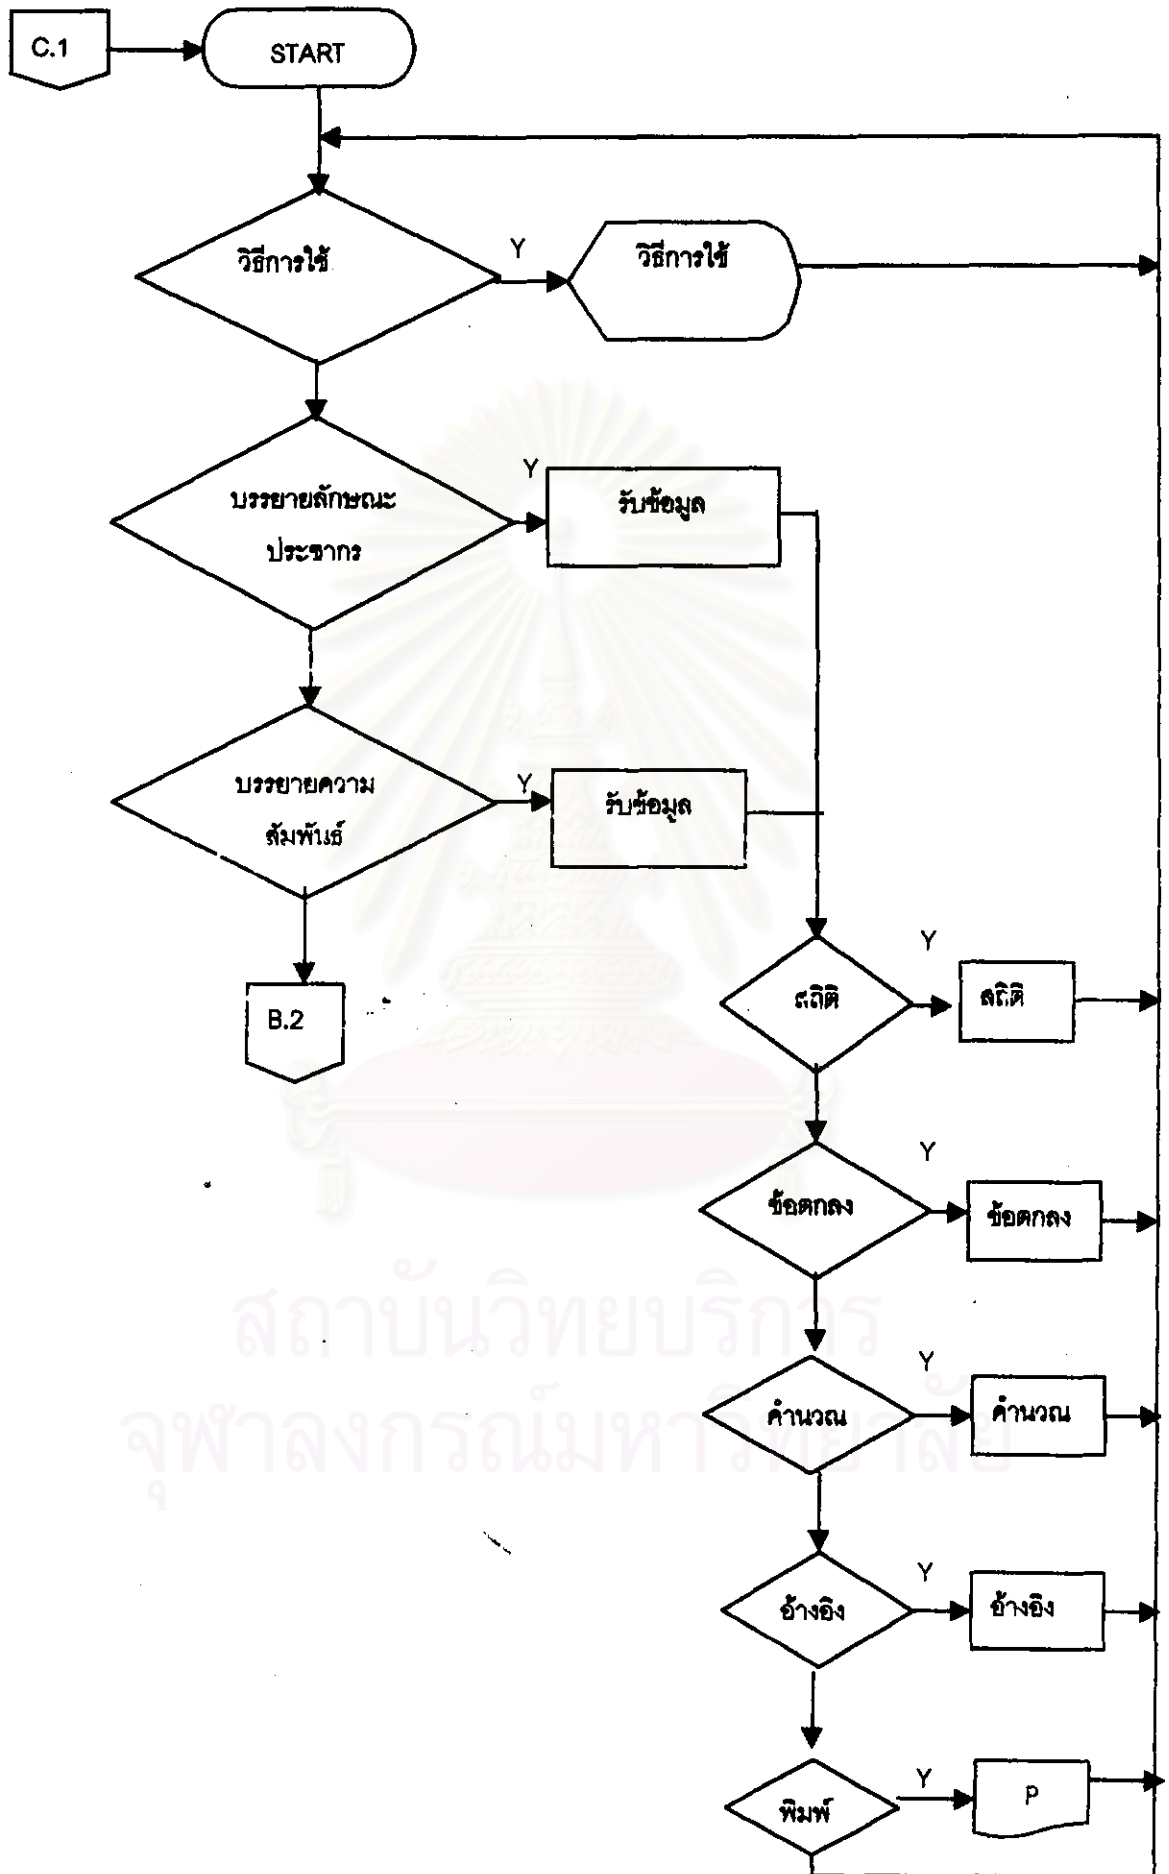 C.1
START
วิธีการใช้
Y
วิธีการใช้
บรรยายลักษณะ
ประชากร
Y
รับข้อมูล
บรรยายความ
สัมพันธ์
Y
รับข้อมูล
B.2
สถิติ
Y
สถิติ
ข้อตกลง
Y
ข้อตกลง
สถาบันวิทยบริการ
จุฬาลงกรณ์มหาวิทยาลัย
คำนวณ
Y
คำนวณ
อ้างอิง
Y
อ้างอิง
พิมพ์
Y
P